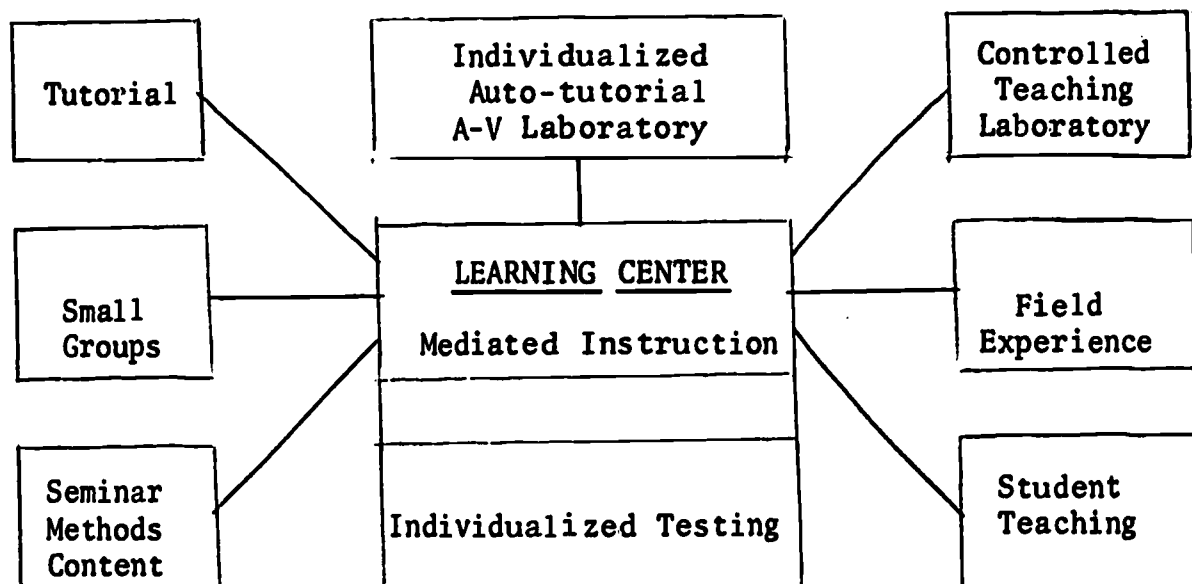 Tutorial
Individualized
Auto-tutorial
A-V Laboratory
Controlled
Teaching
Laboratory
Small
Groups
LEARNING CENTER
Mediated Instruction
Field
Experience
Seminar
Methods
Content
Individualized Testing
Student
Teaching